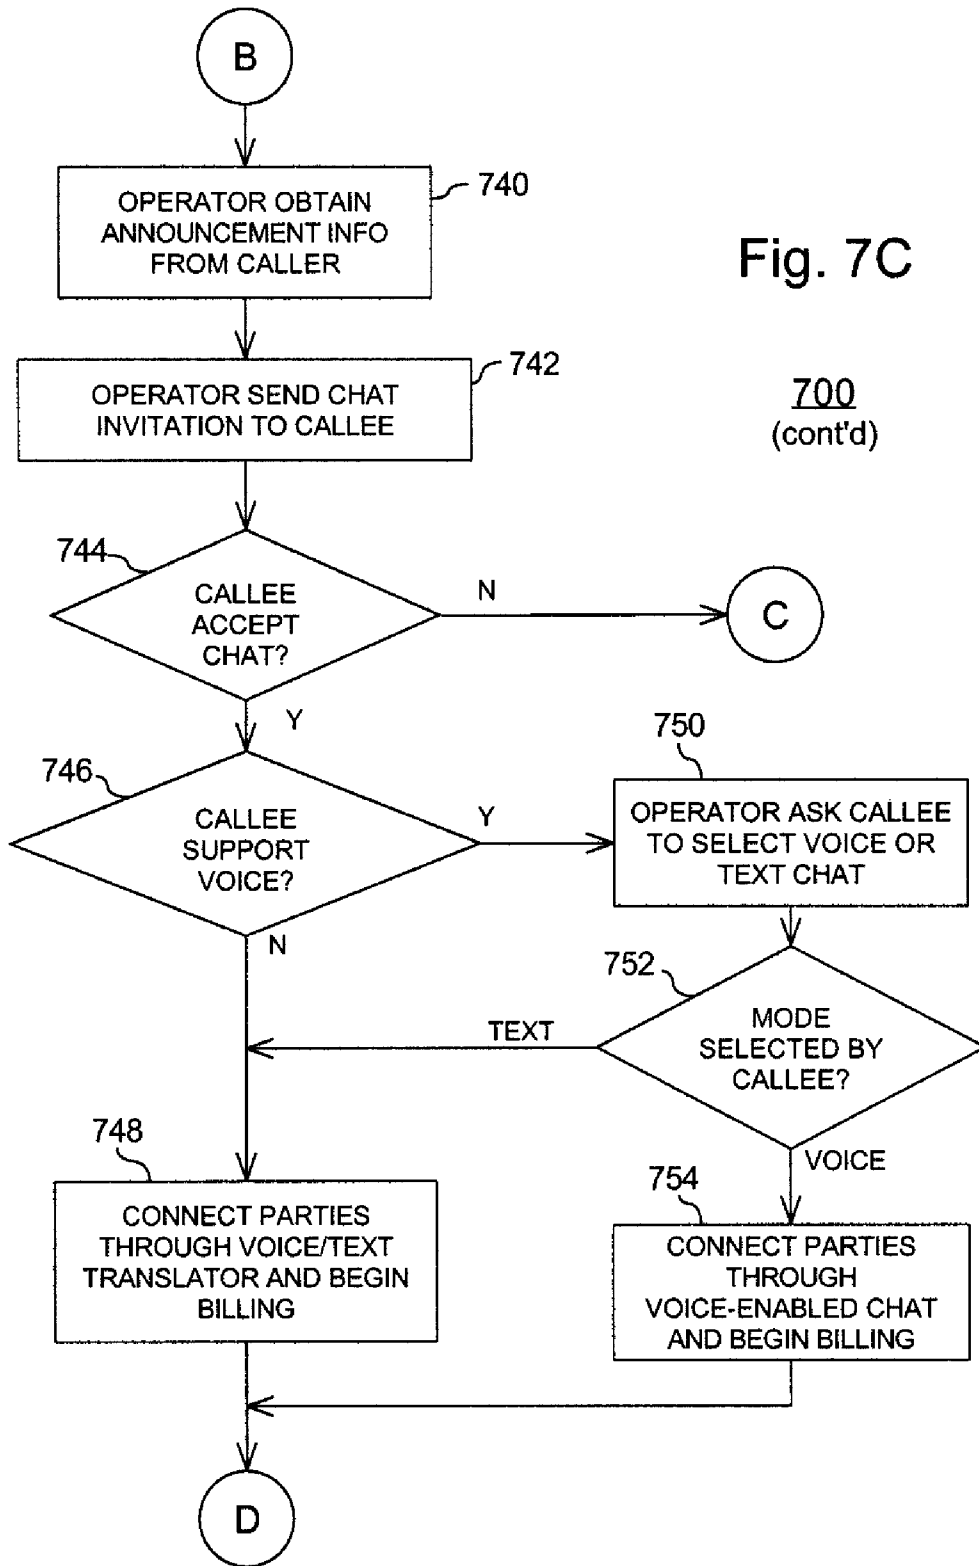 B
740
OPERATOR OBTAIN
ANNOUNCEMENT INFO
FROM CALLER
Fig. 7C
742
OPERATOR SEND CHAT
INVITATION TO CALLEE
700
(cont'd)
744
CALLEE
ACCEPT
CHAT?
N
C
Y
746
CALLEE
SUPPORT
VOICE?
Y
N
750
OPERATOR ASK CALLEE
TO SELECT VOICE OR
TEXT CHAT
752
MODE
SELECTED BY
CALLEE?
TEXT
VOICE
748
CONNECT PARTIES
THROUGH VOICE/TEXT
TRANSLATOR AND BEGIN
BILLING
754
CONNECT PARTIES
THROUGH
VOICE-ENABLED CHAT
AND BEGIN BILLING
D